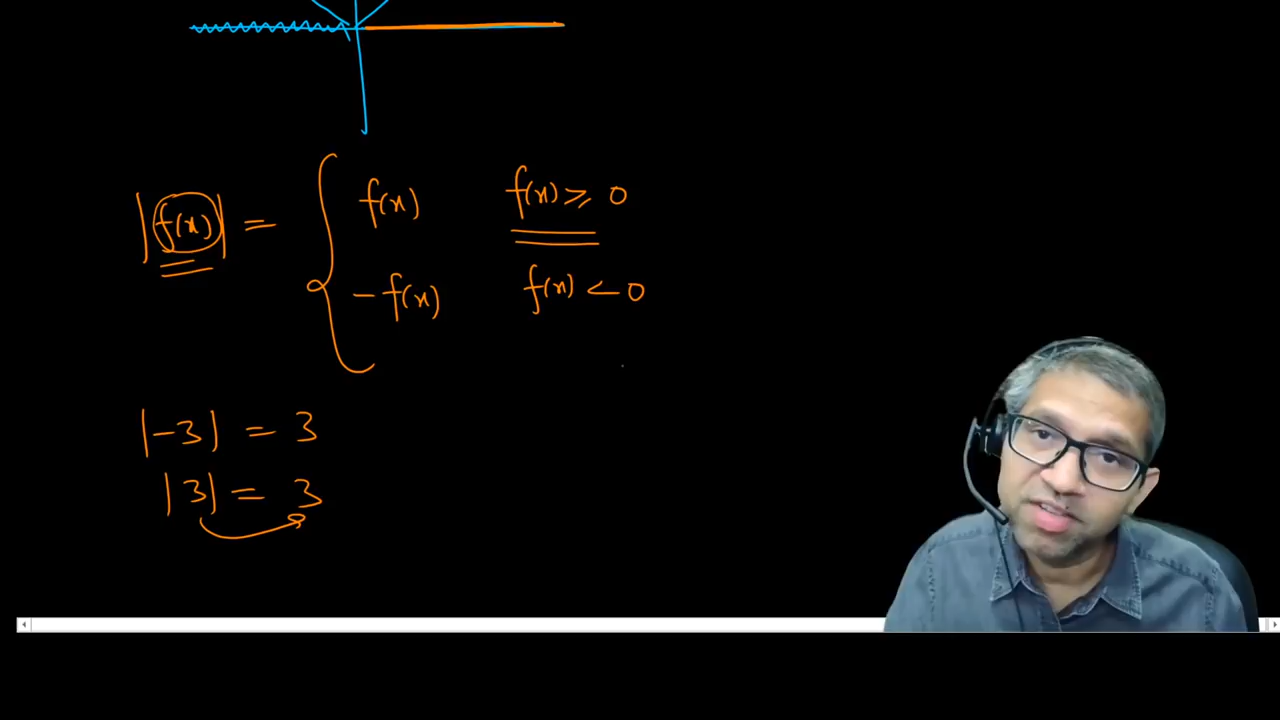 |f(x)| = { f(x) f(x) ≥ 0
-f(x) f(x) < 0
|-3| = 3
|3| = 3